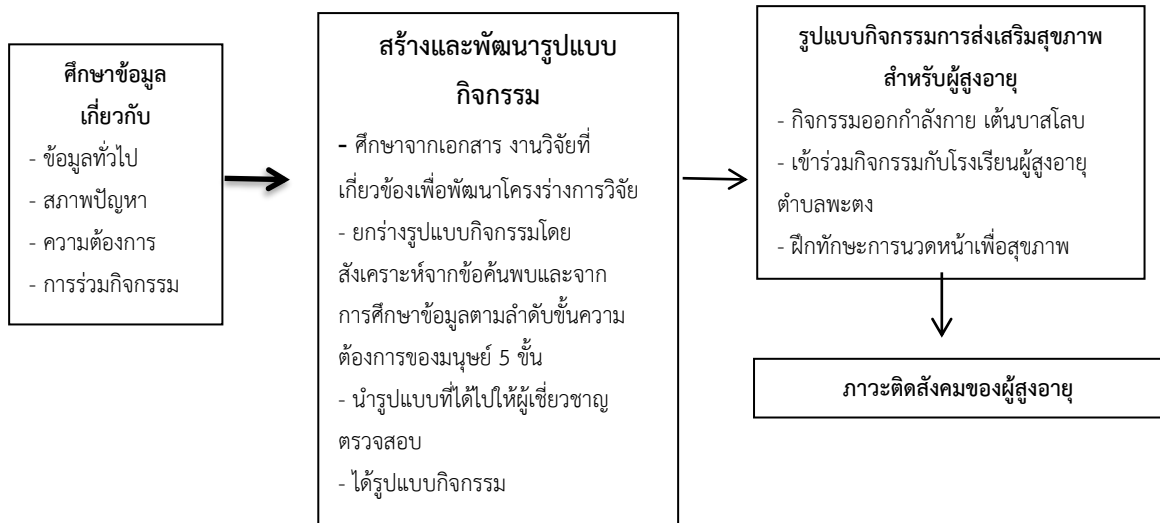 ศึกษาข้อมูล
เกี่ยวกับ
- ข้อมูลทั่วไป
- สภาพปัญหา
- ความต้องการ
- การร่วมกิจกรรม
สร้างและพัฒนารูปแบบ
กิจกรรม
- ศึกษาจากเอกสาร งานวิจัยที่
เกี่ยวข้องเพื่อพัฒนาโครงร่างการวิจัย
- ยกร่างรูปแบบกิจกรรมโดย
สังเคราะห์จากข้อค้นพบและจาก
การศึกษาข้อมูลตามลำดับขั้นความ
ต้องการของมนุษย์ 5 ขั้น
- นำรูปแบบที่ได้ไปให้ผู้เชี่ยวชาญ
ตรวจสอบ
- ได้รูปแบบกิจกรรม
รูปแบบกิจกรรมการส่งเสริมสุขภาพ
สำหรับผู้สูงอายุ
- กิจกรรมออกกำลังกาย เต้นบาสโลบ
- เข้าร่วมกิจกรรมกับโรงเรียนผู้สูงอายุ
ตำบลพะตง
- ฝึกทักษะการนวดหน้าเพื่อสุขภาพ
ภาวะติดสังคมของผู้สูงอายุ